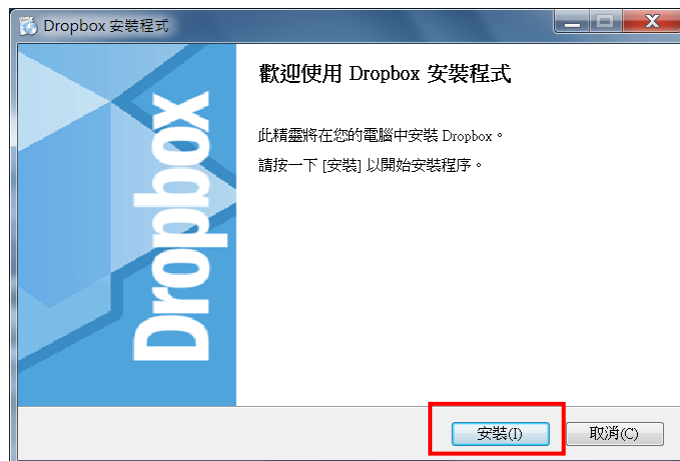 Dropbox 安裝程式
Dropbox
歡迎使用 Dropbox 安裝程式
此精靈將在您的電腦中安裝 Dropbox。
請按一下 [安裝] 以開始安裝程序。
安裝(I)
取消(C)